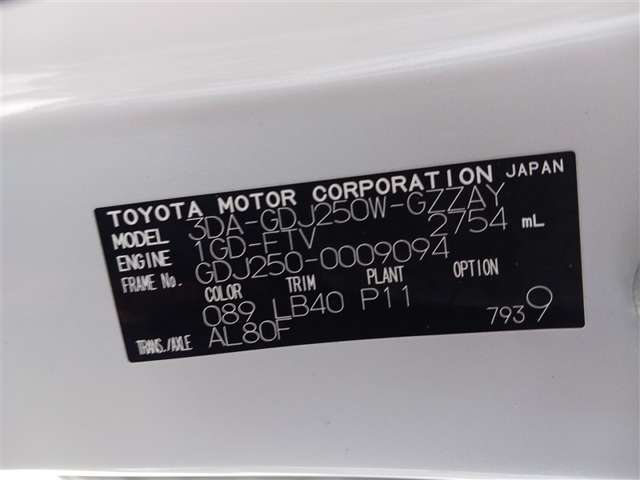 TOYOTA MOTOR CORPORATION JAPAN
MODEL 3DA-GDJ250W-GZZAY
ENGINE 1GD-FTV 2754 mL
FRAME No. GDJ250-0009094
COLOR TRIM PLANT OPTION
089 LB40 P11
TRANS./AXLE AL80F 7939